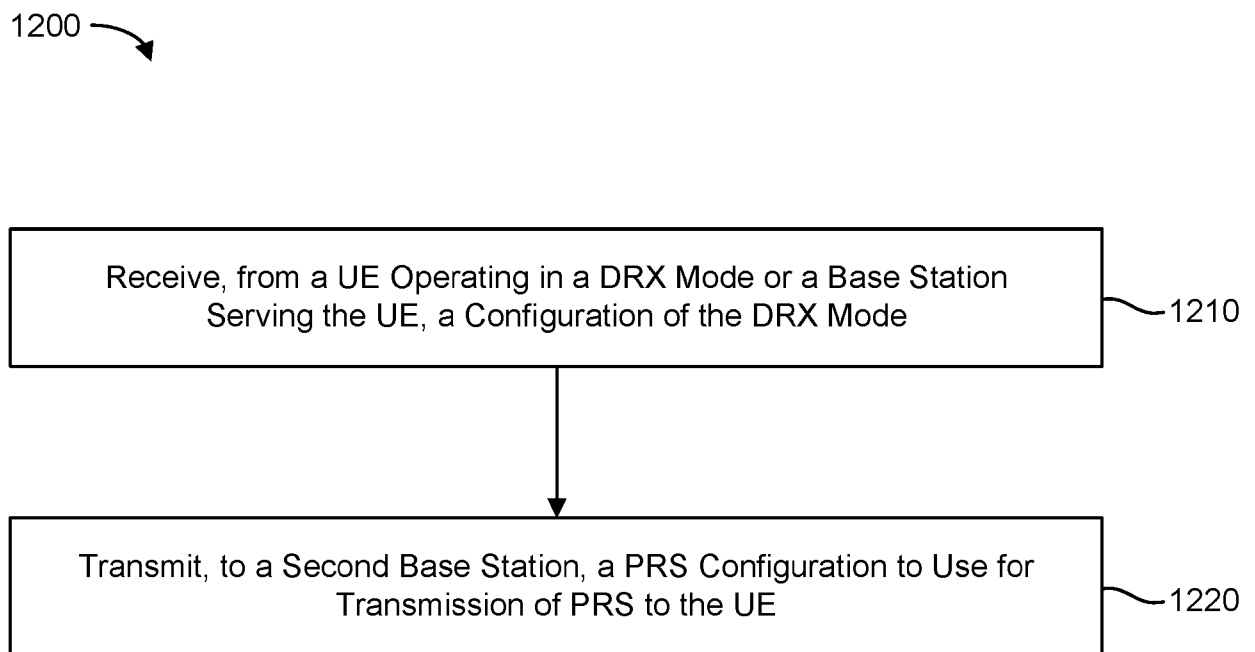 1200
Receive, from a UE Operating in a DRX Mode or a Base Station
Serving the UE, a Configuration of the DRX Mode
1210
Transmit, to a Second Base Station, a PRS Configuration to Use for
Transmission of PRS to the UE
1220